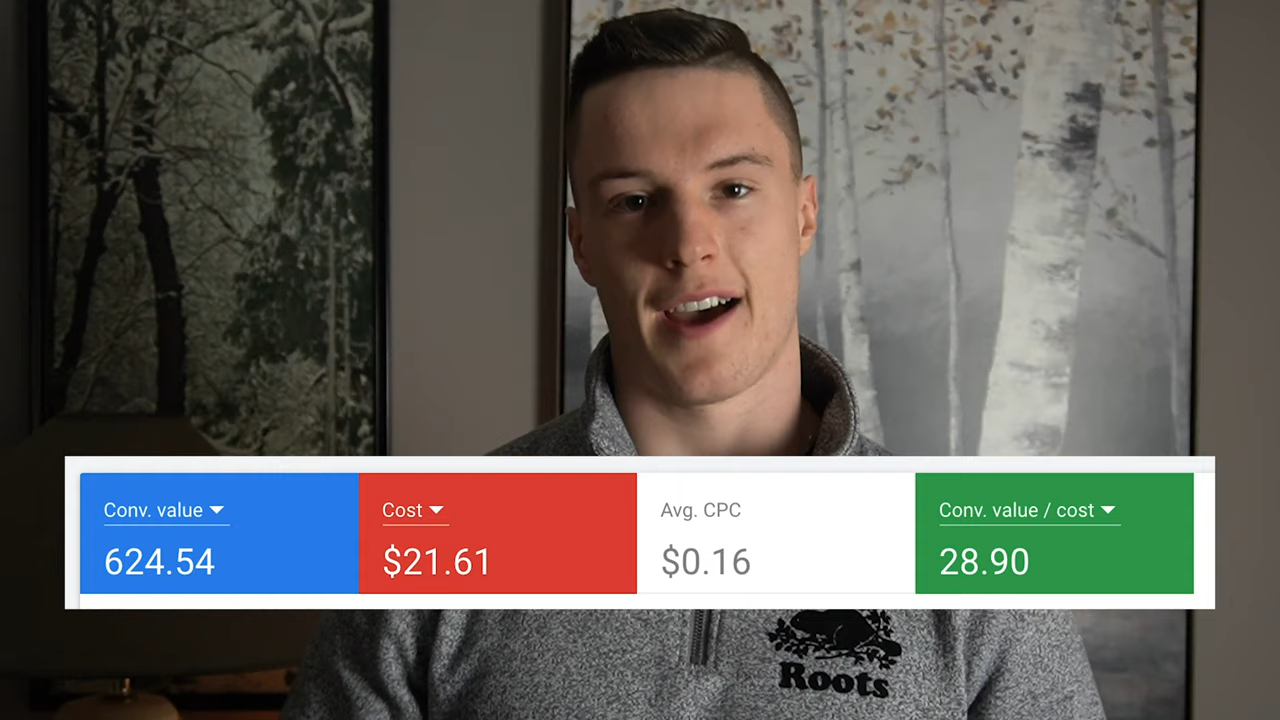 Conv. value
Cost
Avg. CPC
Conv. value / cost
624.54
$21.61
$0.16
28.90
Roots